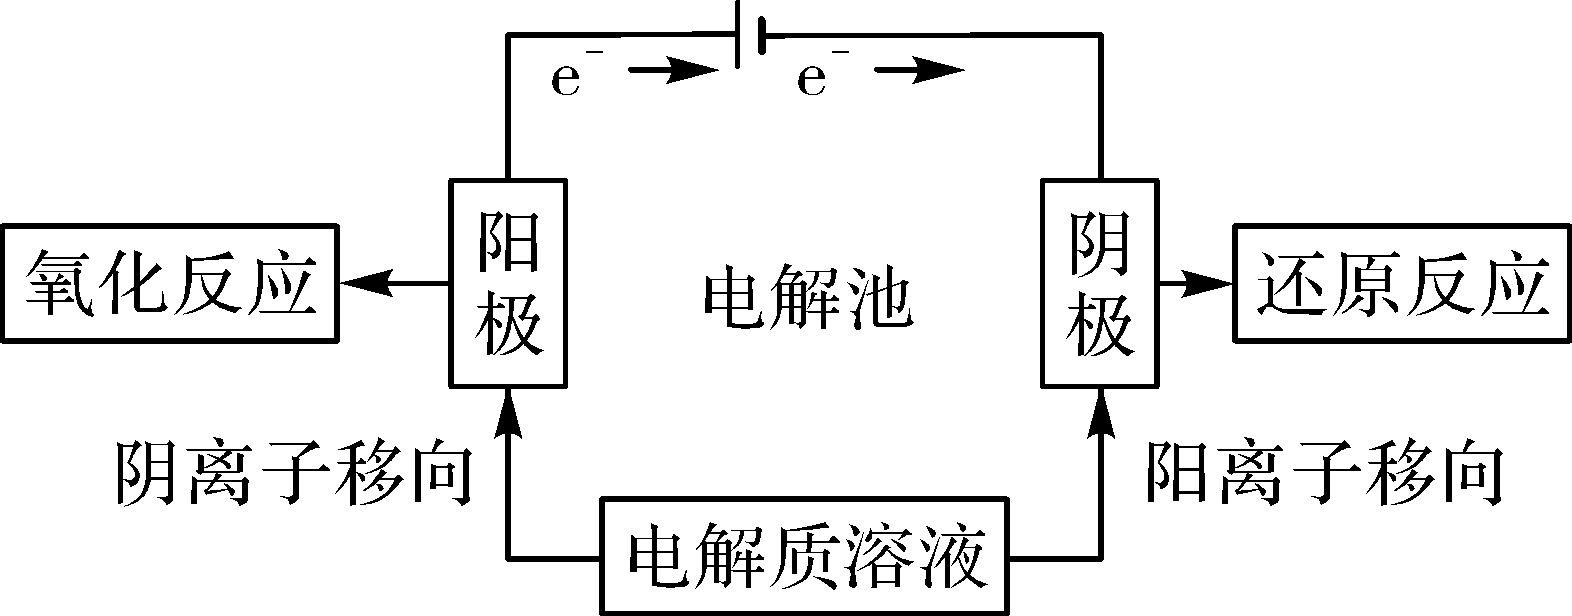 e⁻ e⁻
阳极
阴极
氧化反应
电解池
还原反应
阴离子移向
阳离子移向
电解质溶液